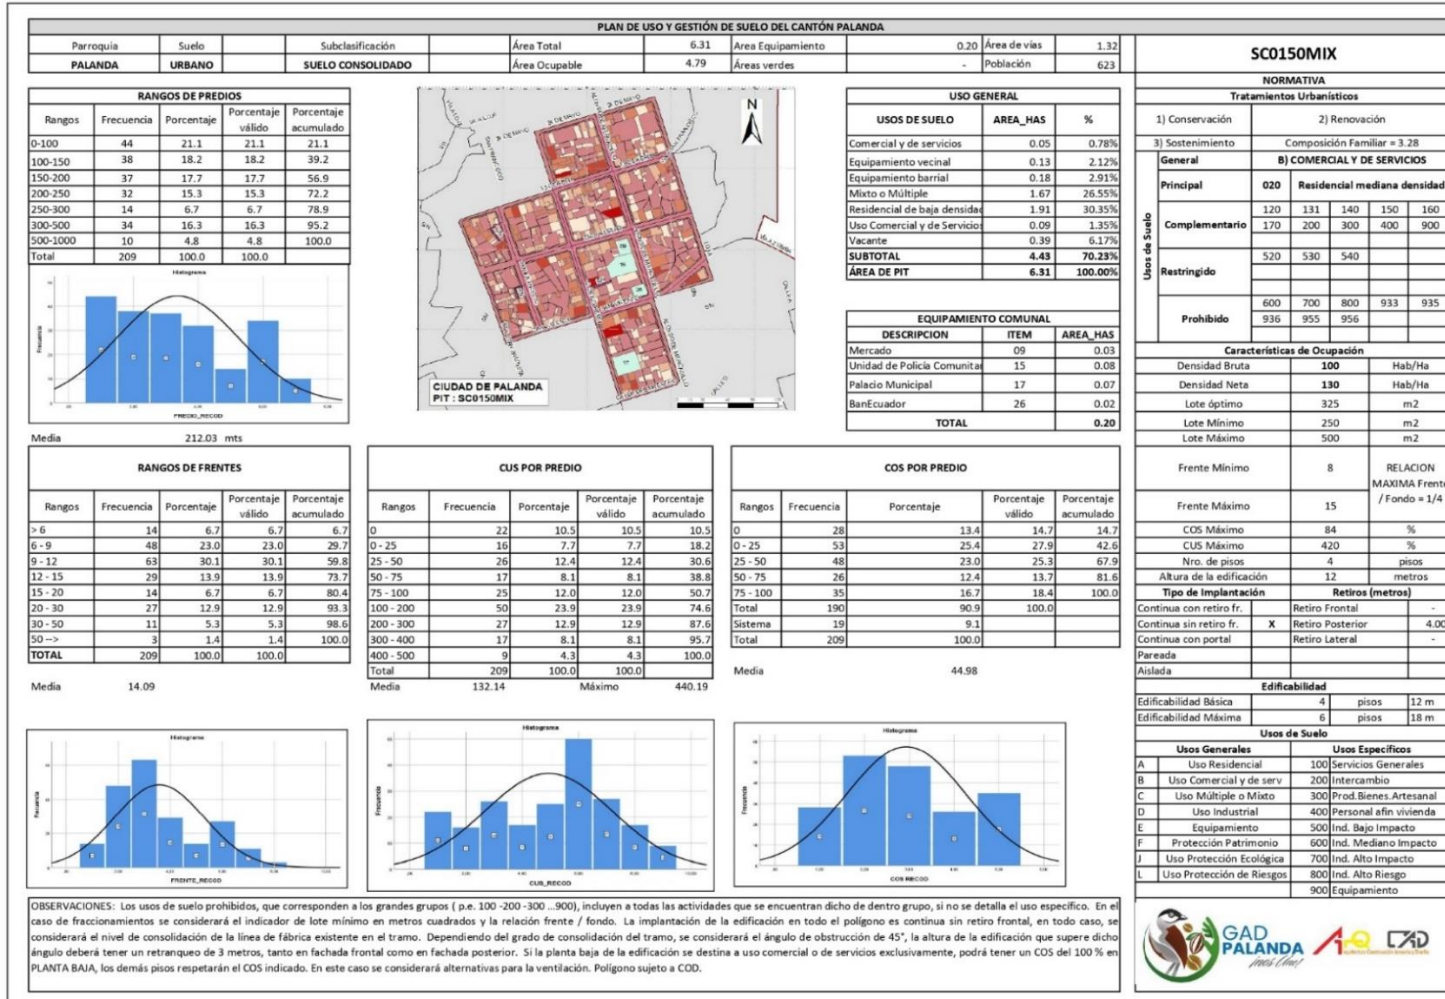 PLAN DE USO Y GESTIÓN DE SUELO DEL CANTÓN PALANDA
Parroquia Suelo Subclasificación Área Total 6.31 Area Equipamiento 0.20 Área de vías 1.32
PALANDA URBANO SUELO CONSOLIDADO Área Ocupable 4.79 Áreas verdes - Población 623
SC0150MIX
RANGOS DE PREDIOS
Rangos Frecuencia Porcentaje Porcentaje válido Porcentaje acumulado
0-100 44 21.1 21.1 21.1
100-150 38 18.2 18.2 39.2
150-200 37 17.7 17.7 56.9
200-250 32 15.3 15.3 72.2
250-300 14 6.7 6.7 78.9
300-500 34 16.3 16.3 95.2
500-1000 10 4.8 4.8 100.0
Total 209 100.0 100.0
Histograma
Frecuencia
PREDIO_RECOD
Media 212.03 mts
N
CIUDAD DE PALANDA
PIT : SC0150MIX
USO GENERAL
USOS DE SUELO AREA_HAS %
Comercial y de servicios 0.05 0.78%
Equipamiento vecinal 0.13 2.12%
Equipamiento barrial 0.18 2.91%
Mixto o Múltiple 1.67 26.55%
Residencial de baja densidad 1.91 30.35%
Uso Comercial y de Servicios 0.09 1.35%
Vacante 0.39 6.17%
SUBTOTAL 4.43 70.23%
ÁREA DE PIT 6.31 100.00%
EQUIPAMIENTO COMUNAL
DESCRIPCION ITEM AREA_HAS
Mercado 09 0.03
Unidad de Policía Comunitar 15 0.08
Palacio Municipal 17 0.07
BanEcuador 26 0.02
TOTAL 0.20
RANGOS DE FRENTES
Rangos Frecuencia Porcentaje Porcentaje válido Porcentaje acumulado
> 6 14 6.7 6.7 6.7
6 - 9 48 23.0 23.0 29.7
9 - 12 63 30.1 30.1 59.8
12 - 15 29 13.9 13.9 73.7
15 - 20 14 6.7 6.7 80.4
20 - 30 27 12.9 12.9 93.3
30 - 50 11 5.3 5.3 98.6
50 --> 3 1.4 1.4 100.0
TOTAL 209 100.0 100.0
Media 14.09
CUS POR PREDIO
Rangos Frecuencia Porcentaje Porcentaje válido Porcentaje acumulado
0 22 10.5 10.5 10.5
0 - 25 16 7.7 7.7 18.2
25 - 50 26 12.4 12.4 30.6
50 - 75 17 8.1 8.1 38.8
75 - 100 25 12.0 12.0 50.7
100 - 200 50 23.9 23.9 74.6
200 - 300 27 12.9 12.9 87.6
300 - 400 17 8.1 8.1 95.7
400 - 500 9 4.3 4.3 100.0
Total 209 100.0 100.0
Media 132.14 Máximo 440.19
COS POR PREDIO
Rangos Frecuencia Porcentaje Porcentaje válido Porcentaje acumulado
0 28 13.4 14.7 14.7
0 - 25 53 25.4 27.9 42.6
25 - 50 48 23.0 25.3 67.9
50 - 75 26 12.4 13.7 81.6
75 - 100 35 16.7 18.4 100.0
Total 190 90.9 100.0
Sistema 19 9.1
Total 209 100.0
Media 44.98
Histograma
Frecuencia
FRENTE_RECOD
Histograma
Frecuencia
CUS_RECOD
Histograma
Frecuencia
COS RECOD
NORMATIVA
Tratamientos Urbanísticos
1) Conservación 2) Renovación
3) Sostenimiento Composición Familiar = 3.28
Usos de Suelo
General B) COMERCIAL Y DE SERVICIOS
Principal 020 Residencial mediana densidad
Complementario 120 131 140 150 160
170 200 300 400 900
Restringido 520 530 540
Prohibido 600 700 800 933 935
936 955 956
Características de Ocupación
Densidad Bruta 100 Hab/Ha
Densidad Neta 130 Hab/Ha
Lote óptimo 325 m2
Lote Mínimo 250 m2
Lote Máximo 500 m2
Frente Mínimo 8 RELACION MAXIMA Frente / Fondo = 1/4
Frente Máximo 15
COS Máximo 84 %
CUS Máximo 420 %
Nro. de pisos 4 pisos
Altura de la edificación 12 metros
Tipo de Implantación Retiros (metros)
Continua con retiro fr. Retiro Frontal -
Continua sin retiro fr. X Retiro Posterior 4.00
Continua con portal Retiro Lateral -
Pareada
Aislada
Edificabilidad
Edificabilidad Básica 4 pisos 12 m
Edificabilidad Máxima 6 pisos 18 m
Usos de Suelo
Usos Generales Usos Específicos
A Uso Residencial 100 Servicios Generales
B Uso Comercial y de serv 200 Intercambio
C Uso Múltiple o Mixto 300 Prod.Bienes.Artesanal
D Uso Industrial 400 Personal afin vivienda
E Equipamiento 500 Ind. Bajo Impacto
F Protección Patrimonio 600 Ind. Mediano Impacto
J Uso Protección Ecológica 700 Ind. Alto Impacto
L Uso Protección de Riesgos 800 Ind. Alto Riesgo
900 Equipamiento
OBSERVACIONES: Los usos de suelo prohibidos, que corresponden a los grandes grupos ( p.e. 100 -200 -300 ...900), incluyen a todas las actividades que se encuentran dicho de dentro grupo, si no se detalla el uso específico. En el
caso de fraccionamientos se considerará el indicador de lote mínimo en metros cuadrados y la relación frente / fondo. La implantación de la edificación en todo el polígono es continua sin retiro frontal, en todo caso, se
considerará el nivel de consolidación de la línea de fábrica existente en el tramo. Dependiendo del grado de consolidación del tramo, se considerará el ángulo de obstrucción de 45°, la altura de la edificación que supere dicho
ángulo deberá tener un retranqueo de 3 metros, tanto en fachada frontal como en fachada posterior. Si la planta baja de la edificación se destina a uso comercial o de servicios exclusivamente, podrá tener un COS del 100 % en
PLANTA BAJA, los demás pisos respetarán el COS indicado. En este caso se considerará alternativas para la ventilación. Polígono sujeto a COD.
GAD
PALANDA